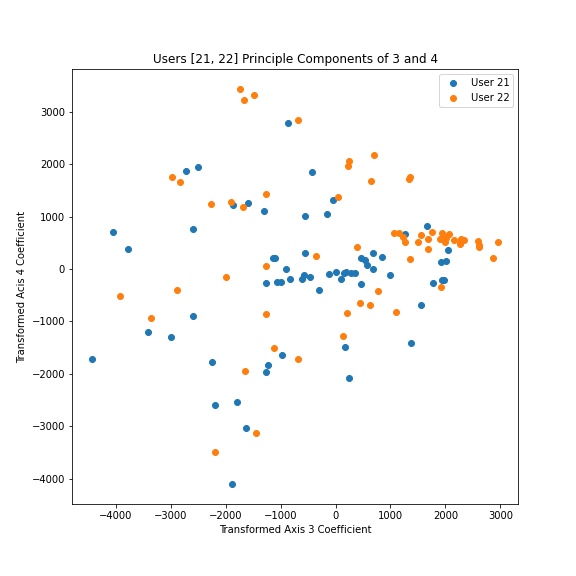 Users [21, 22] Principle Components of 3 and 4
User 21
User 22
Transformed Acis 4 Coefficient
3000
2000
1000
0
−1000
−2000
−3000
−4000
−4000 −3000 −2000 −1000 0 1000 2000 3000
Transformed Axis 3 Coefficient